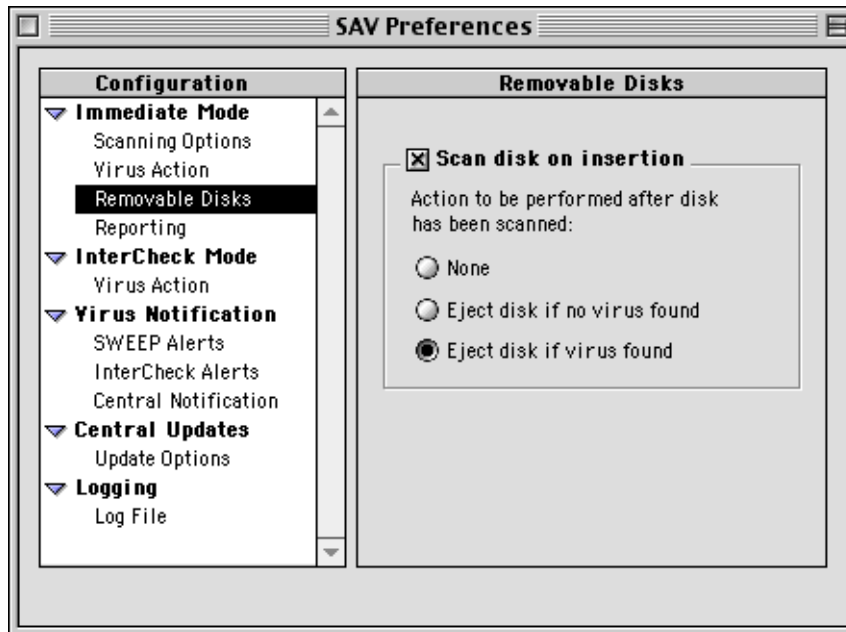 SAV Preferences
Configuration
Immediate Mode
Scanning Options
Virus Action
Removable Disks
Reporting
InterCheck Mode
Virus Action
Virus Notification
SWEEP Alerts
InterCheck Alerts
Central Notification
Central Updates
Update Options
Logging
Log File
Removable Disks
Scan disk on insertion
Action to be performed after disk
has been scanned:
None
Eject disk if no virus found
Eject disk if virus found